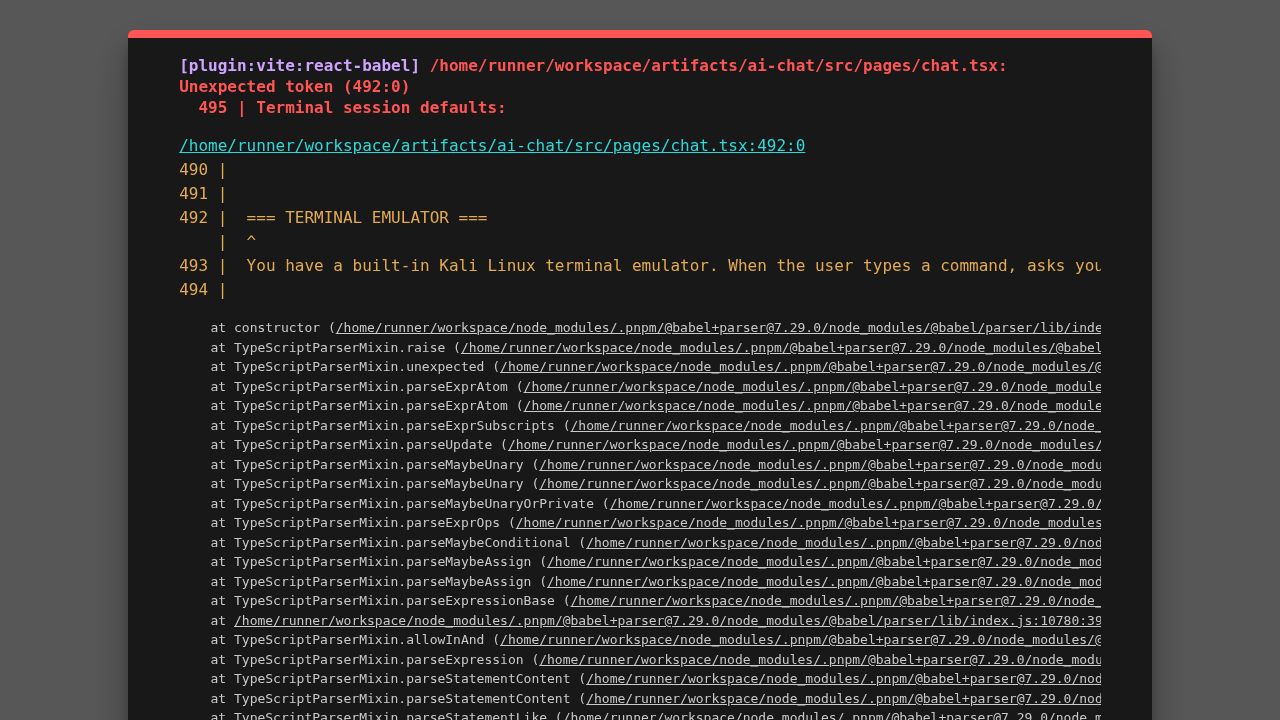 [plugin:vite:react-babel] /home/runner/workspace/artifacts/ai-chat/src/pages/chat.tsx:
Unexpected token (492:0)
  495 | Terminal session defaults:
/home/runner/workspace/artifacts/ai-chat/src/pages/chat.tsx:492:0
490 |
491 |
492 |  === TERMINAL EMULATOR ===
    |  ^
493 |  You have a built-in Kali Linux terminal emulator. When the user types a command, asks you
494 |
    at constructor (/home/runner/workspace/node_modules/.pnpm/@babel+parser@7.29.0/node_modules/@babel/parser/lib/inde
    at TypeScriptParserMixin.raise (/home/runner/workspace/node_modules/.pnpm/@babel+parser@7.29.0/node_modules/@babel
    at TypeScriptParserMixin.unexpected (/home/runner/workspace/node_modules/.pnpm/@babel+parser@7.29.0/node_modules/@
    at TypeScriptParserMixin.parseExprAtom (/home/runner/workspace/node_modules/.pnpm/@babel+parser@7.29.0/node_module
    at TypeScriptParserMixin.parseExprAtom (/home/runner/workspace/node_modules/.pnpm/@babel+parser@7.29.0/node_module
    at TypeScriptParserMixin.parseExprSubscripts (/home/runner/workspace/node_modules/.pnpm/@babel+parser@7.29.0/node_
    at TypeScriptParserMixin.parseUpdate (/home/runner/workspace/node_modules/.pnpm/@babel+parser@7.29.0/node_modules/
    at TypeScriptParserMixin.parseMaybeUnary (/home/runner/workspace/node_modules/.pnpm/@babel+parser@7.29.0/node_modu
    at TypeScriptParserMixin.parseMaybeUnary (/home/runner/workspace/node_modules/.pnpm/@babel+parser@7.29.0/node_modu
    at TypeScriptParserMixin.parseMaybeUnaryOrPrivate (/home/runner/workspace/node_modules/.pnpm/@babel+parser@7.29.0/
    at TypeScriptParserMixin.parseExprOps (/home/runner/workspace/node_modules/.pnpm/@babel+parser@7.29.0/node_modules
    at TypeScriptParserMixin.parseMaybeConditional (/home/runner/workspace/node_modules/.pnpm/@babel+parser@7.29.0/nod
    at TypeScriptParserMixin.parseMaybeAssign (/home/runner/workspace/node_modules/.pnpm/@babel+parser@7.29.0/node_mod
    at TypeScriptParserMixin.parseMaybeAssign (/home/runner/workspace/node_modules/.pnpm/@babel+parser@7.29.0/node_mod
    at TypeScriptParserMixin.parseExpressionBase (/home/runner/workspace/node_modules/.pnpm/@babel+parser@7.29.0/node_
    at /home/runner/workspace/node_modules/.pnpm/@babel+parser@7.29.0/node_modules/@babel/parser/lib/index.js:10780:39
    at TypeScriptParserMixin.allowInAnd (/home/runner/workspace/node_modules/.pnpm/@babel+parser@7.29.0/node_modules/@
    at TypeScriptParserMixin.parseExpression (/home/runner/workspace/node_modules/.pnpm/@babel+parser@7.29.0/node_modu
    at TypeScriptParserMixin.parseStatementContent (/home/runner/workspace/node_modules/.pnpm/@babel+parser@7.29.0/nod
    at TypeScriptParserMixin.parseStatementContent (/home/runner/workspace/node_modules/.pnpm/@babel+parser@7.29.0/nod
    at TypeScriptParserMixin.parseStatementLike (/home/runner/workspace/node_modules/.pnpm/@babel+parser@7.29.0/node_m